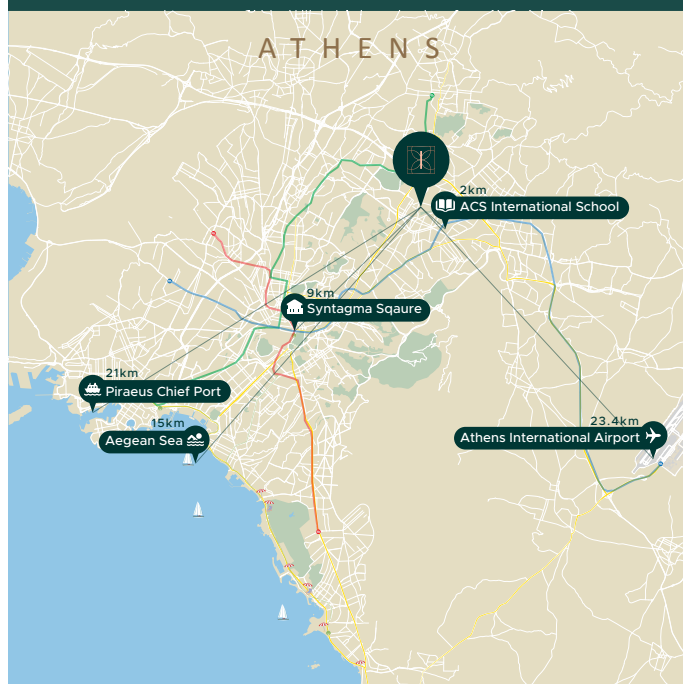 ATHENS
2km
ACS International School
9km
Syntagma Sqaure
21km
Piraeus Chief Port
15km
Aegean Sea
23.4km
Athens International Airport